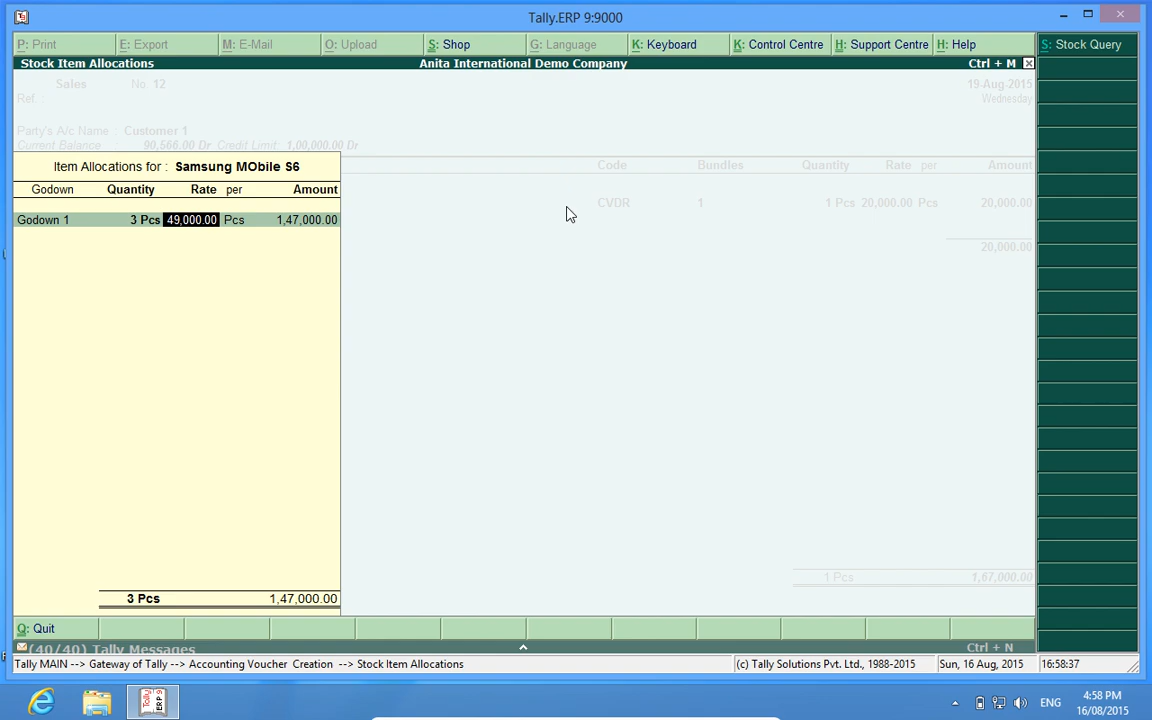 Tally.ERP 9:9000
P: Print E: Export M: E-Mail O: Upload S: Shop G: Language K: Keyboard K: Control Centre H: Support Centre H: Help S: Stock Query
Stock Item Allocations Anita International Demo Company Ctrl + M
Sales No. 12 19-Aug-2015
Ref. : Wednesday
Party's A/c Name : Customer 1
Current Balance : 90,566.00 Dr Credit Limit: 1,00,000.00 Dr
Item Allocations for : Samsung MObile S6
Code Bundles Quantity Rate per Amount
Godown Quantity Rate per Amount
CVDR 1 1 Pcs 20,000.00 Pcs 20,000.00
Godown 1 3 Pcs 49,000.00 Pcs 1,47,000.00
20,000.00
1 Pcs 1,67,000.00
3 Pcs 1,47,000.00
Q: Quit
(40/40) Tally Messages Ctrl + N
Tally MAIN --> Gateway of Tally --> Accounting Voucher Creation --> Stock Item Allocations (c) Tally Solutions Pvt. Ltd., 1988-2015 Sun, 16 Aug, 2015 16:58:37
ENG 4:58 PM
16/08/2015